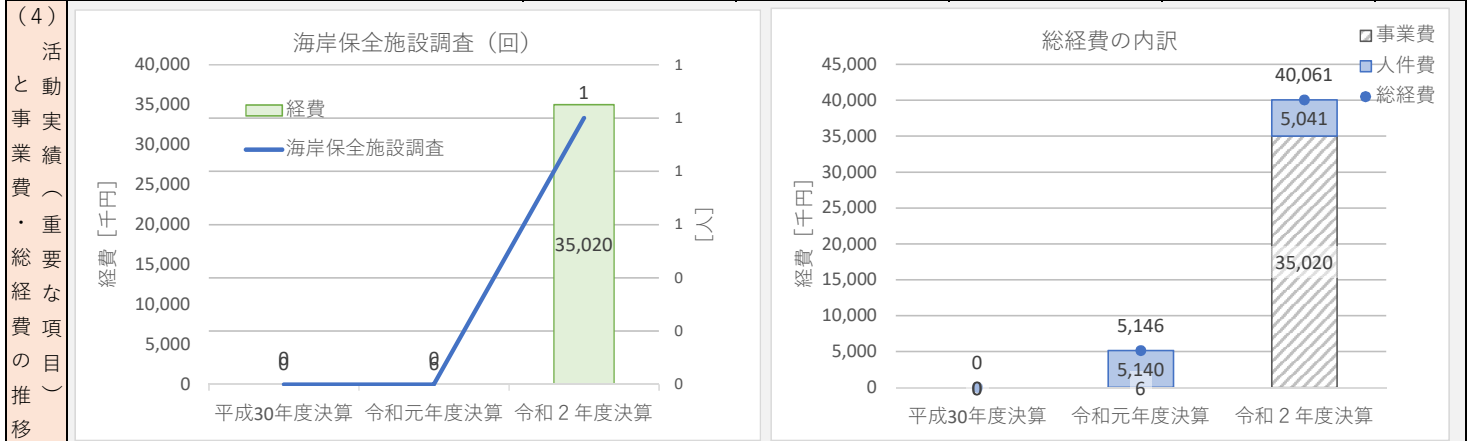 （4）活動実績（重要な項目）
と事業費・総経費の推移
海岸保全施設調査（回）
40,000
35,000
30,000
25,000
20,000
15,000
10,000
5,000
0
経費［千円］
経費
海岸保全施設調査
0
0
0
6
1
35,020
1
1
1
1
0
0
0
［人］
平成30年度決算
令和元年度決算
令和２年度決算
総経費の内訳
事業費
人件費
総経費
45,000
40,000
35,000
30,000
25,000
20,000
15,000
10,000
5,000
0
経費［千円］
0
0
5,146
5,140
6
40,061
5,041
35,020
平成30年度決算
令和元年度決算
令和２年度決算